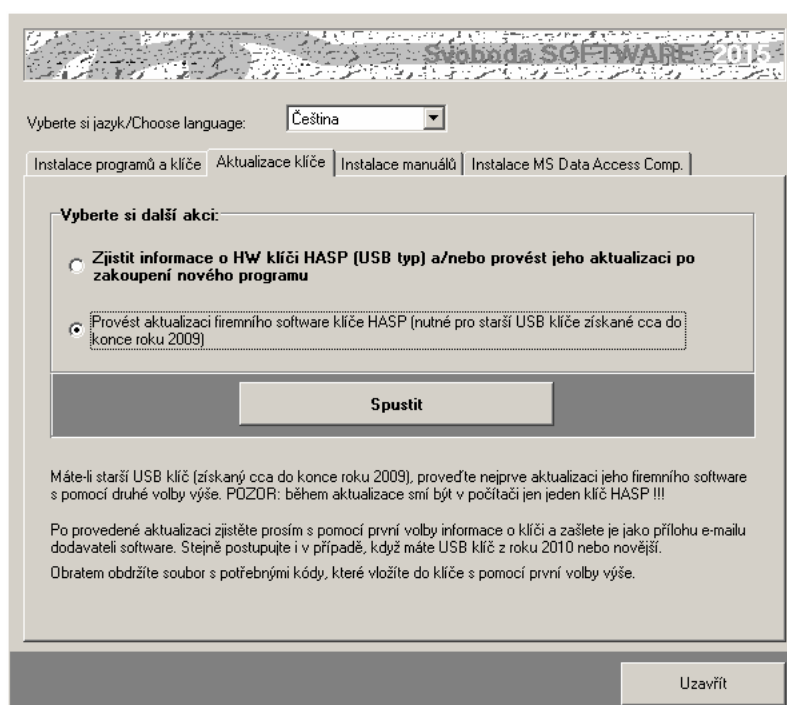 Svoboda SOFTWARE 2015
Vyberte si jazyk/Choose language:
Čeština
Instalace programů a klíče
Aktualizace klíče
Instalace manuálů
Instalace MS Data Access Comp.
Vyberte si další akci:
Zjistit informace o HW klíči HASP (USB typ) a/nebo provést jeho aktualizaci po
zakoupení nového programu
Provést aktualizaci firemního software klíče HASP (nutné pro starší USB klíče získané cca do
konce roku 2009)
Spustit
Máte-li starší USB klíč (získaný cca do konce roku 2009), proveďte nejprve aktualizaci jeho firemního software
s pomocí druhé volby výše. POZOR: během aktualizace smí být v počítači jen jeden klíč HASP !!!
Po provedené aktualizaci zjistěte prosím s pomocí první volby informace o klíči a zašlete je jako přílohu e-mailu
dodavateli software. Stejně postupujte i v případě, když máte USB klíč z roku 2010 nebo novější.
Obratem obdržíte soubor s potřebnými kódy, které vložíte do klíče s pomocí první volby výše.
Uzavřít